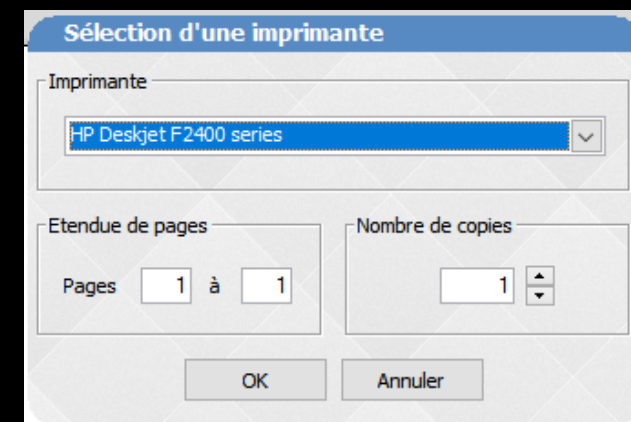 Sélection d'une imprimante
Imprimante
HP Deskjet F2400 series
Etendue de pages
Nombre de copies
Pages 1 à 1
1
OK
Annuler